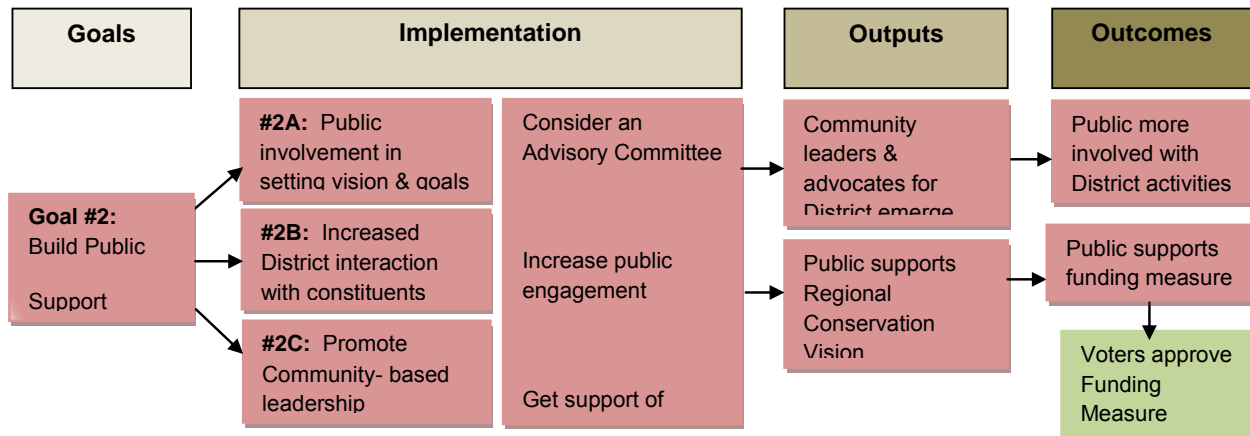 Goals
Implementation
Outputs
Outcomes
Goal #2:
Build Public
Support
#2A: Public
involvement in
setting vision & goals
#2B: Increased
District interaction
with constituents
#2C: Promote
Community- based
leadership
Consider an
Advisory Committee
Increase public
engagement
Get support of
Community
leaders &
advocates for
District emerge
Public supports
Regional
Conservation
Vision
Public more
involved with
District activities
Public supports
funding measure
Voters approve
Funding
Measure